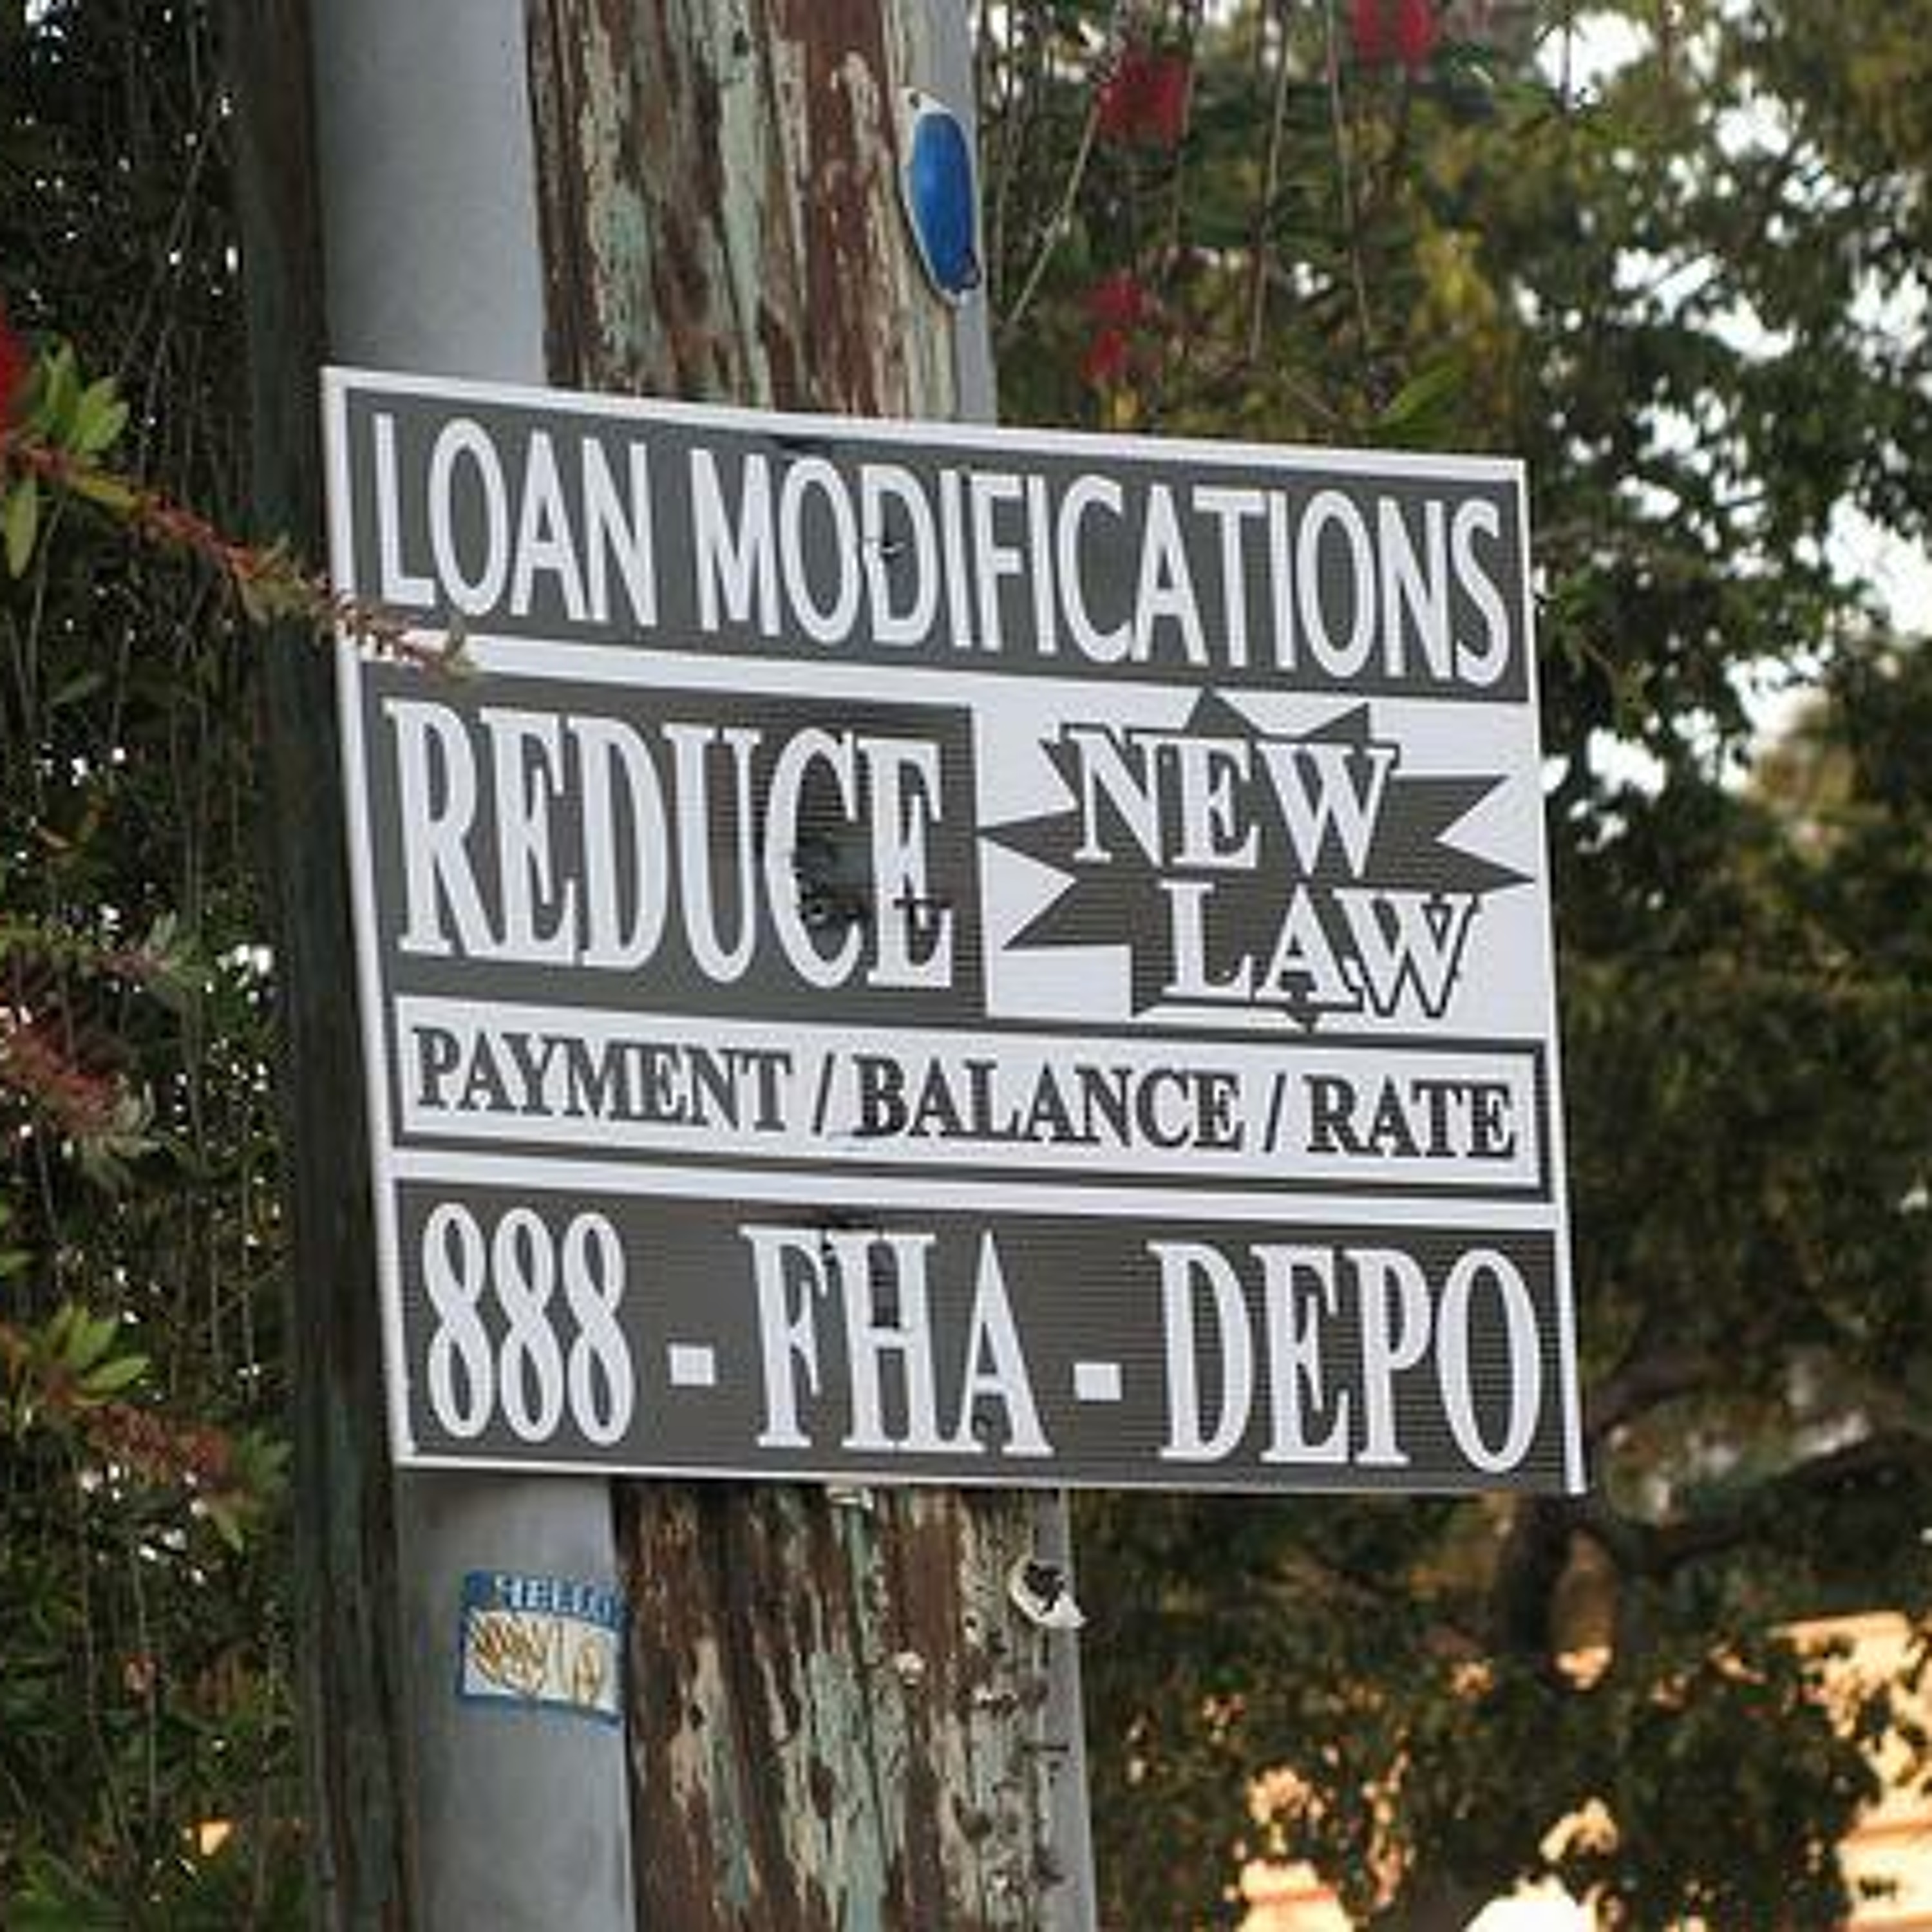 LOAN MODIFICATIONS
REDUCE
NEW
LAW
PAYMENT / BALANCE / RATE
888 - FHA - DEPO
HELLO